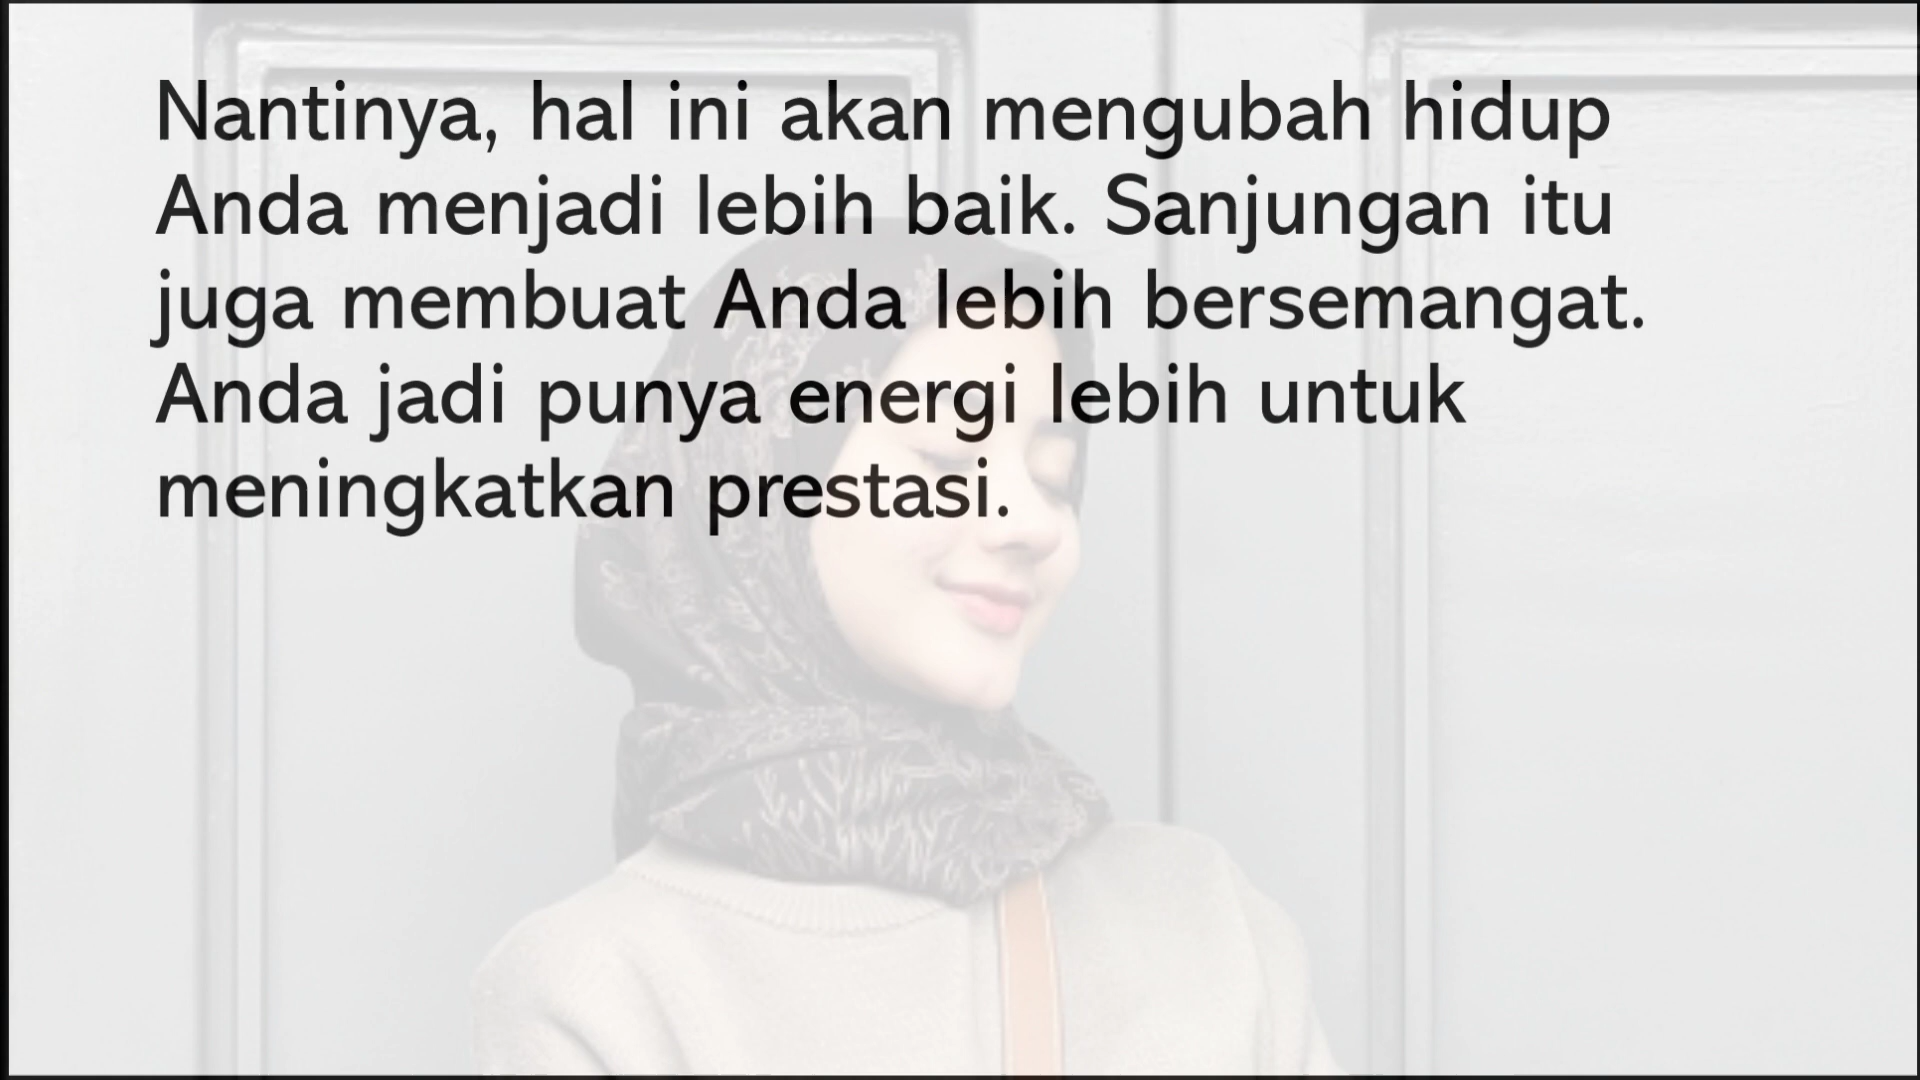 Nantinya, hal ini akan mengubah hidup
Anda menjadi lebih baik. Sanjungan itu
juga membuat Anda lebih bersemangat.
Anda jadi punya energi lebih untuk
meningkatkan prestasi.